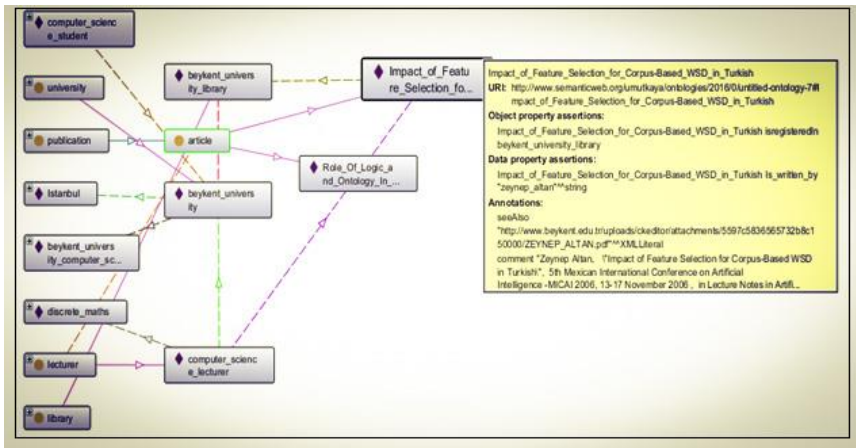 computer_scienc
e_student
university
publication
Istanbul
beykent_univers
ity_computer_sc...
discrete_maths
lecturer
library
beykent_univer
sity_library
article
beykent_univers
ity
computer_scienc
e_lecturer
Impact_of_Featu
re_Selection_fo...
Role_Of_Logic_a
nd_Ontology_In_...
Impact_of_Feature_Selection_for_Corpus-Based_WSD_in_Turkish
URI: http://www.semanticweb.org/umutkaya/ontologies/2016/0/untitled-ontology-7#I
mpact_of_Feature_Selection_for_Corpus-Based_WSD_in_Turkish
Object property assertions:
Impact_of_Feature_Selection_for_Corpus-Based_WSD_in_Turkish isregisteredIn
beykent_university_library
Data property assertions:
Impact_of_Feature_Selection_for_Corpus-Based_WSD_in_Turkish Is_written_by
"zeynep_altan"^^string
Annotations:
seeAlso
"http://www.beykent.edu.tr/uploads/ckeditor/attachments/5597c5836565732b8c1
50000/ZEYNEP_ALTAN.pdf"^^XMLLiteral
comment "Zeynep Altan, \"Impact of Feature Selection for Corpus-Based WSD
in Turkish\", 5th Mexican International Conference on Artificial
Intelligence -MICAI 2006, 13-17 November 2006 , in Lecture Notes in Artifi...